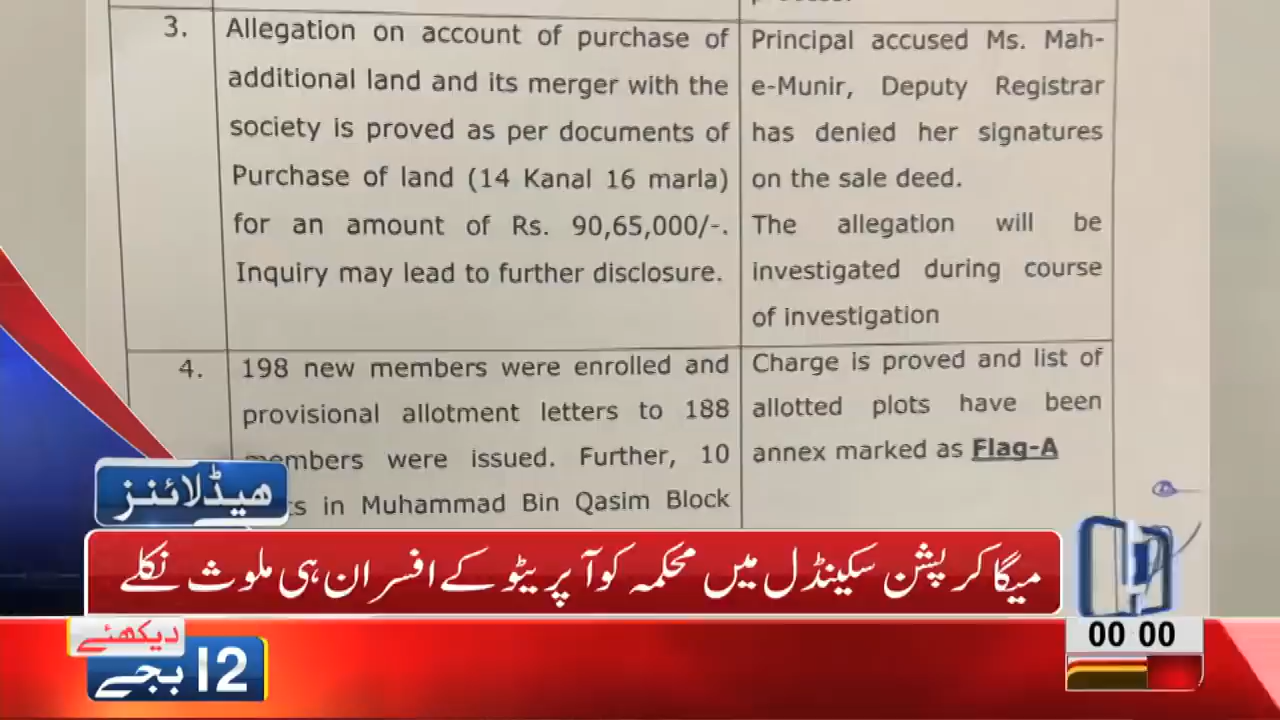 3.
Allegation on account of purchase of
additional land and its merger with the
society is proved as per documents of
Purchase of land (14 Kanal 16 marla)
for an amount of Rs. 90,65,000/-.
Inquiry may lead to further disclosure.
Principal accused Ms. Mah-
e-Munir, Deputy Registrar
has denied her signatures
on the sale deed.
The allegation will be
investigated during course
of investigation
4.
198 new members were enrolled and
provisional allotment letters to 188
members were issued. Further, 10
in Muhammad Bin Qasim Block
Charge is proved and list of
allotted plots have been
annex marked as Flag-A
ھیڈلائنز
میگا کرپشن سکینڈل میں محکمہ کوآپریٹو کے افسران ہی ملوث نکلے
دیکھئے
12 بجے
00 00